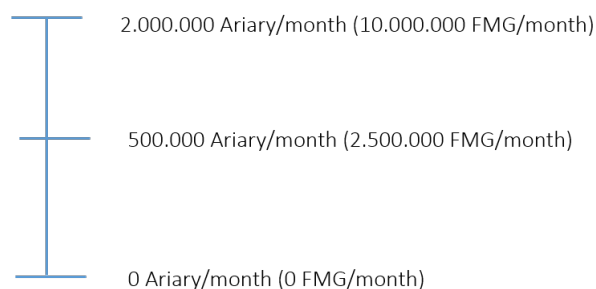 2.000.000 Ariary/month (10.000.000 FMG/month)
500.000 Ariary/month (2.500.000 FMG/month)
0 Ariary/month (0 FMG/month)